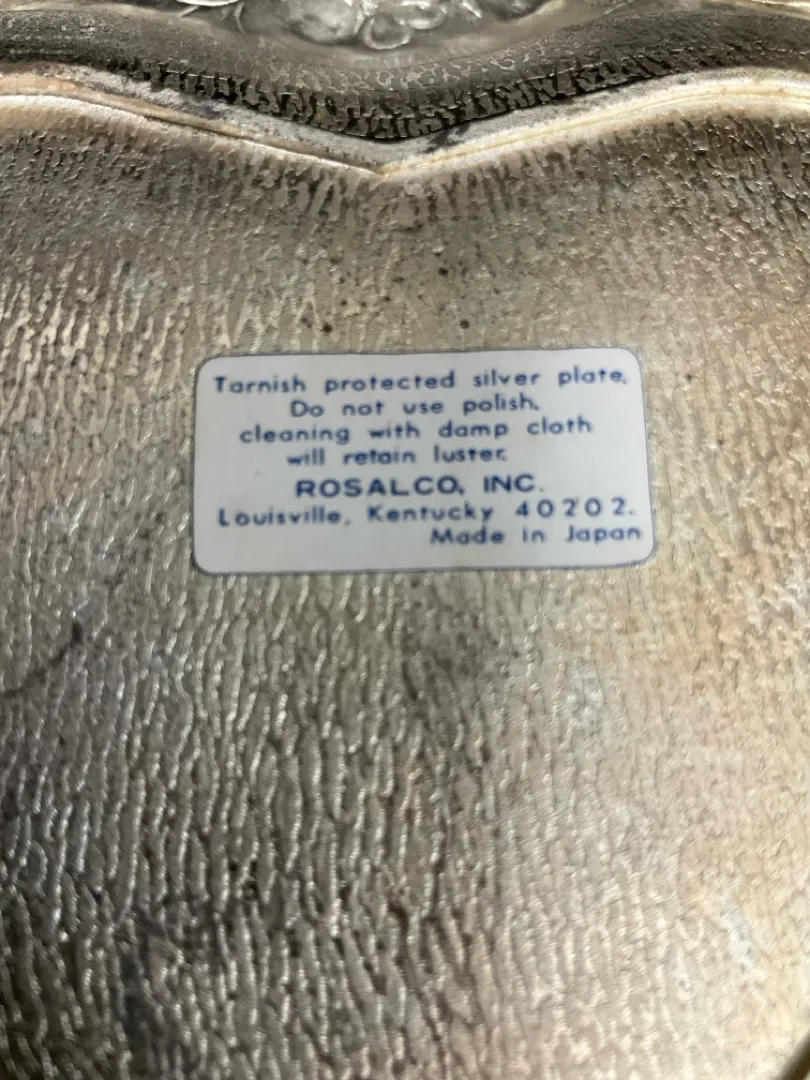 Tarnish protected silver plate.
Do not use polish.
cleaning with damp cloth
will retain luster.
ROSALCO, INC.
Louisville, Kentucky 40202.
Made in Japan